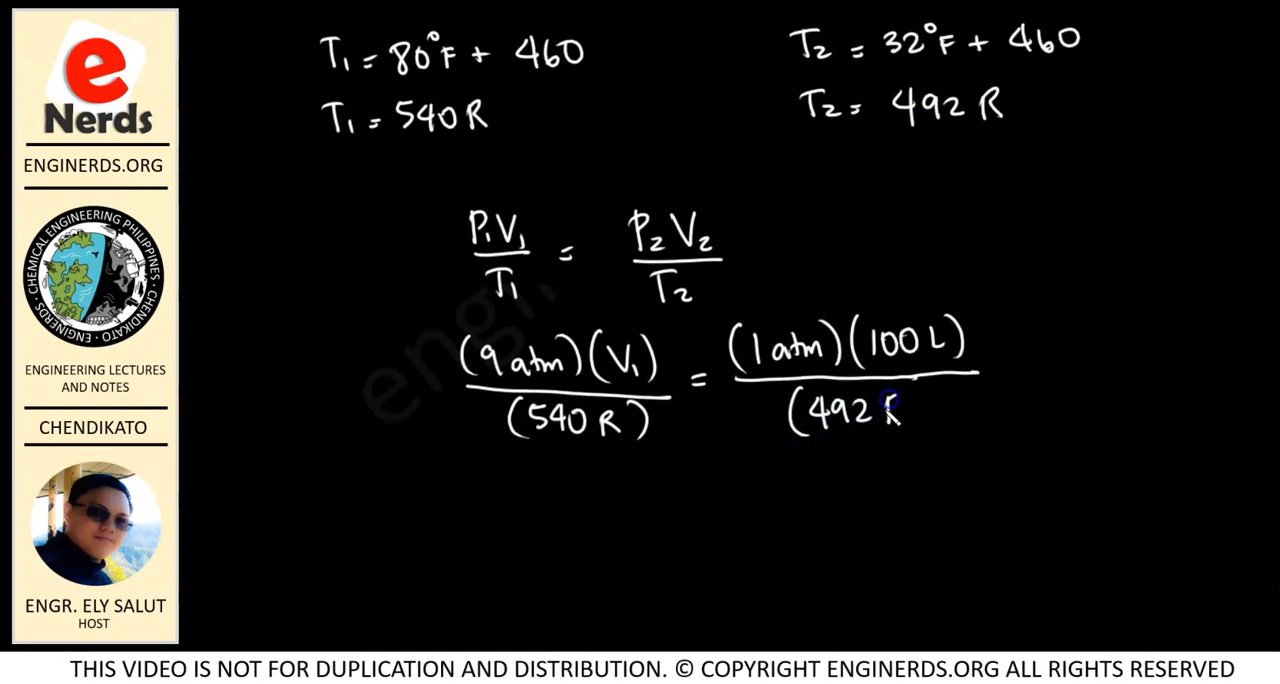 e
Nerds
ENGINERDS.ORG
CHEMICAL ENGINEERING PHILIPPINES
CHENDIKATO · ENGINERDS ·
ENGINEERING LECTURES
AND NOTES
CHENDIKATO
ENGR. ELY SALUT
HOST
T₁ = 80°F + 460
T₁ = 540 R
T₂ = 32°F + 460
T₂ = 492 R
P₁V₁ / T₁ = P₂V₂ / T₂
(9 atm)(V₁) / (540 R) = (1 atm)(100 L) / (492 R
engin
THIS VIDEO IS NOT FOR DUPLICATION AND DISTRIBUTION. © COPYRIGHT ENGINERDS.ORG ALL RIGHTS RESERVED